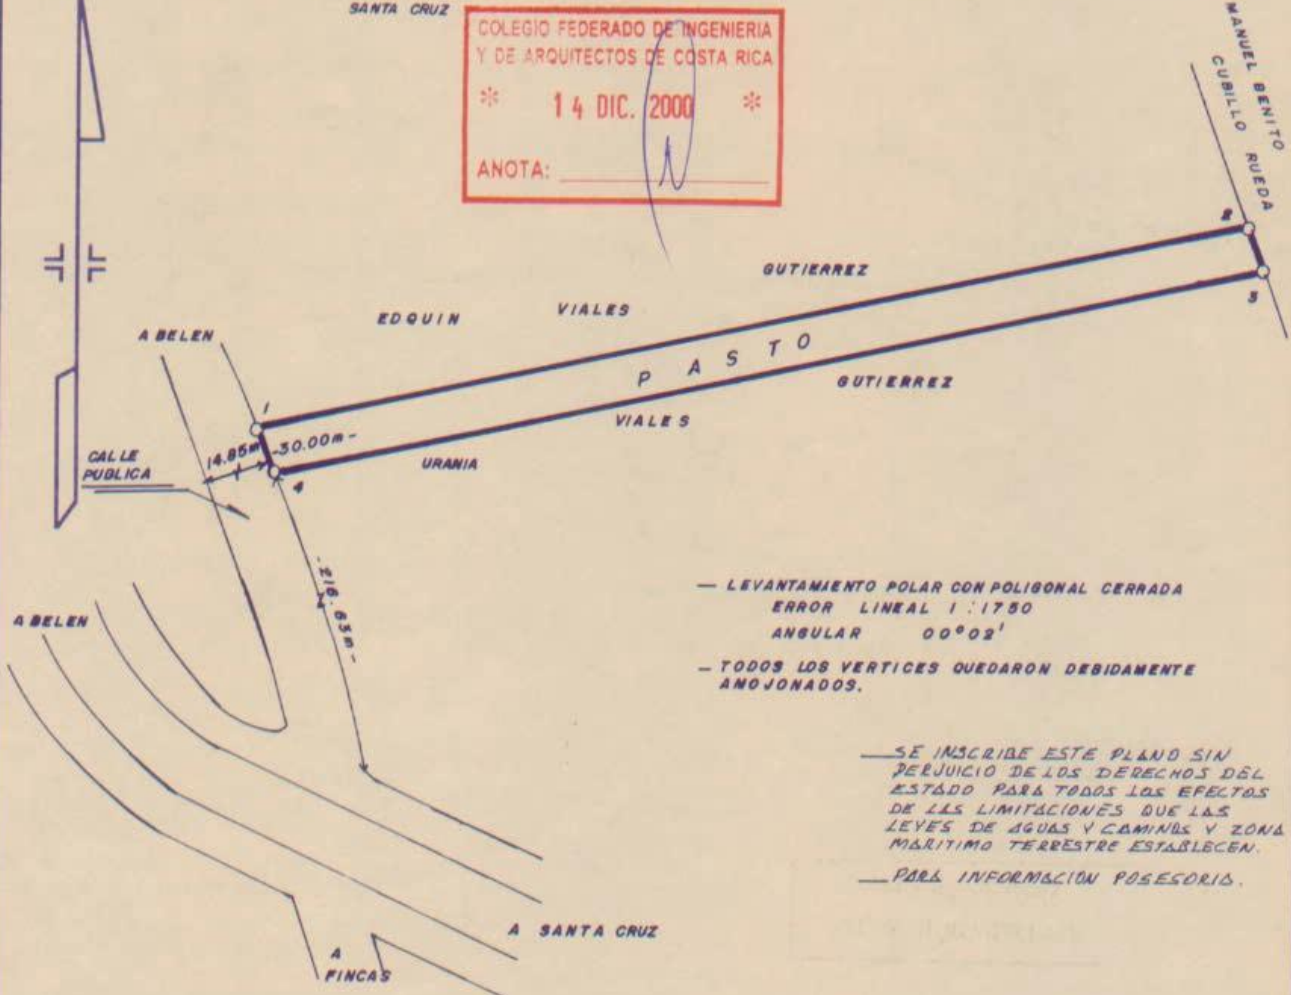 SANTA CRUZ
COLEGIO FEDERADO DE INGENIERIA
Y DE ARQUITECTOS DE COSTA RICA
* 14 DIC. 2000 *
ANOTA:
MANUEL BENITO
CUBILLO RUEDA
2
3
GUTIERREZ
VIALES
EDQUIN
A BELEN
P A S T O
GUTIERREZ
VIALES
URANIA
1
4
14.85m
-30.00m-
CALLE
PUBLICA
-216.63m-
A BELEN
— LEVANTAMIENTO POLAR CON POLIGONAL CERRADA
ERROR LINEAL 1:1750
ANGULAR 00°02'
— TODOS LOS VERTICES QUEDARON DEBIDAMENTE
AMOJONADOS.
— SE INSCRIBE ESTE PLANO SIN
PERJUICIO DE LOS DERECHOS DEL
ESTADO PARA TODOS LOS EFECTOS
DE LAS LIMITACIONES QUE LAS
LEYES DE AGUAS Y CAMINOS Y ZONA
MARITIMO TERRESTRE ESTABLECEN.
— PARA INFORMACION POSESORIA.
A SANTA CRUZ
A
FINCAS